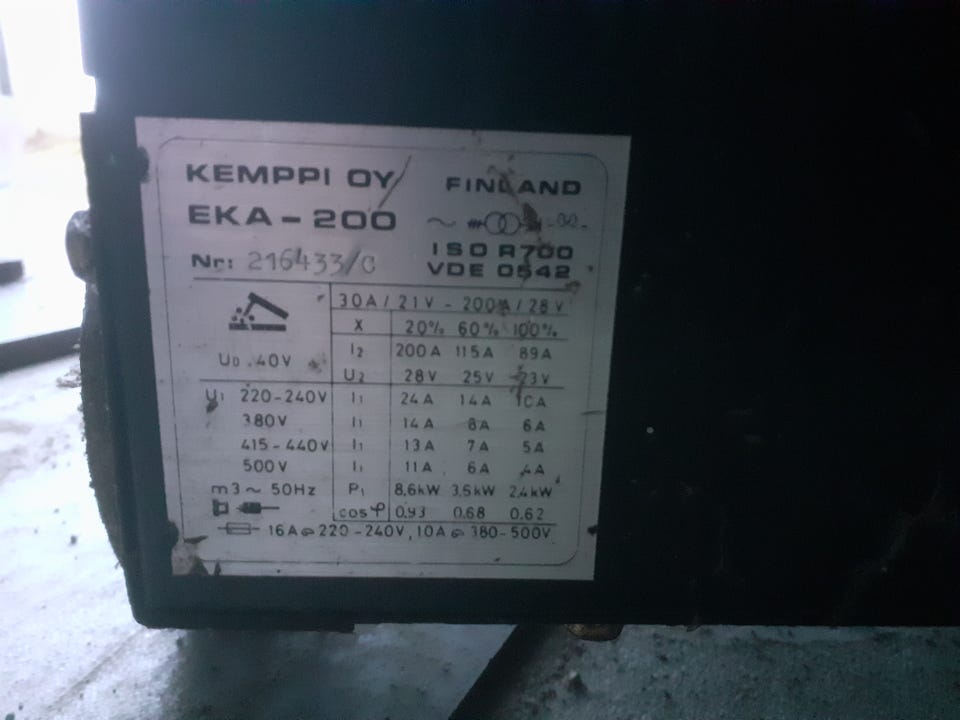 KEMPPI OY FINLAND
EKA-200 ~
Nr: 216433/C ISO R700
VDE 0542
30A/21V - 200A/28V
X 20% 60% 100%
U0 40V I2 200A 115A 89A
U2 28V 25V 23V
U1 220-240V I1 24A 14A 10A
380V I1 14A 8A 6A
415-440V I1 13A 7A 5A
500V I1 11A 6A 4A
m3~ 50Hz P1 8,6kW 3,5kW 2,4kW
cosφ 0,93 0,68 0,62
16A 220-240V, 10A 380-500V